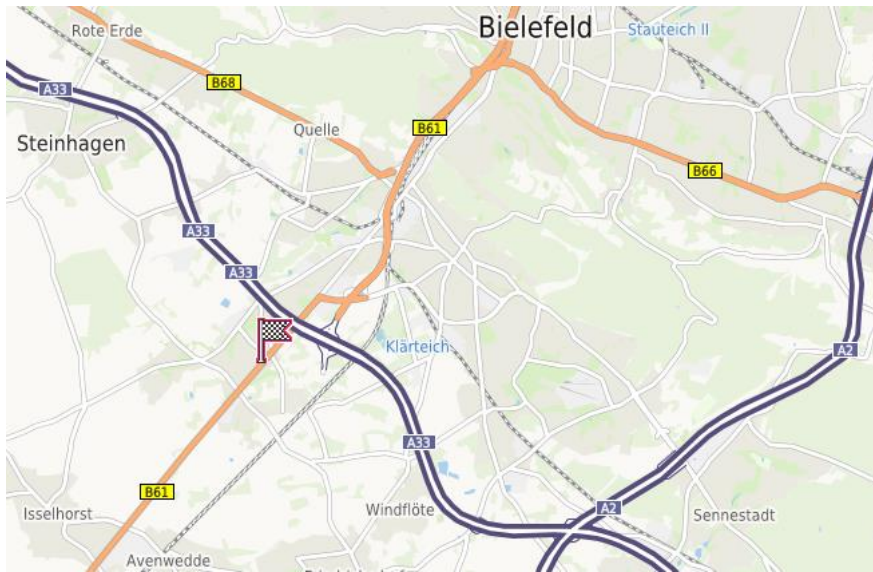 Bielefeld
Stauteich II
Rote Erde
B68
A33
B61
Quelle
Steinhagen
B66
A33
A33
Klärteich
A2
A33
B61
Isselhorst
Windflöte
A2
Sennestadt
Avenwedde